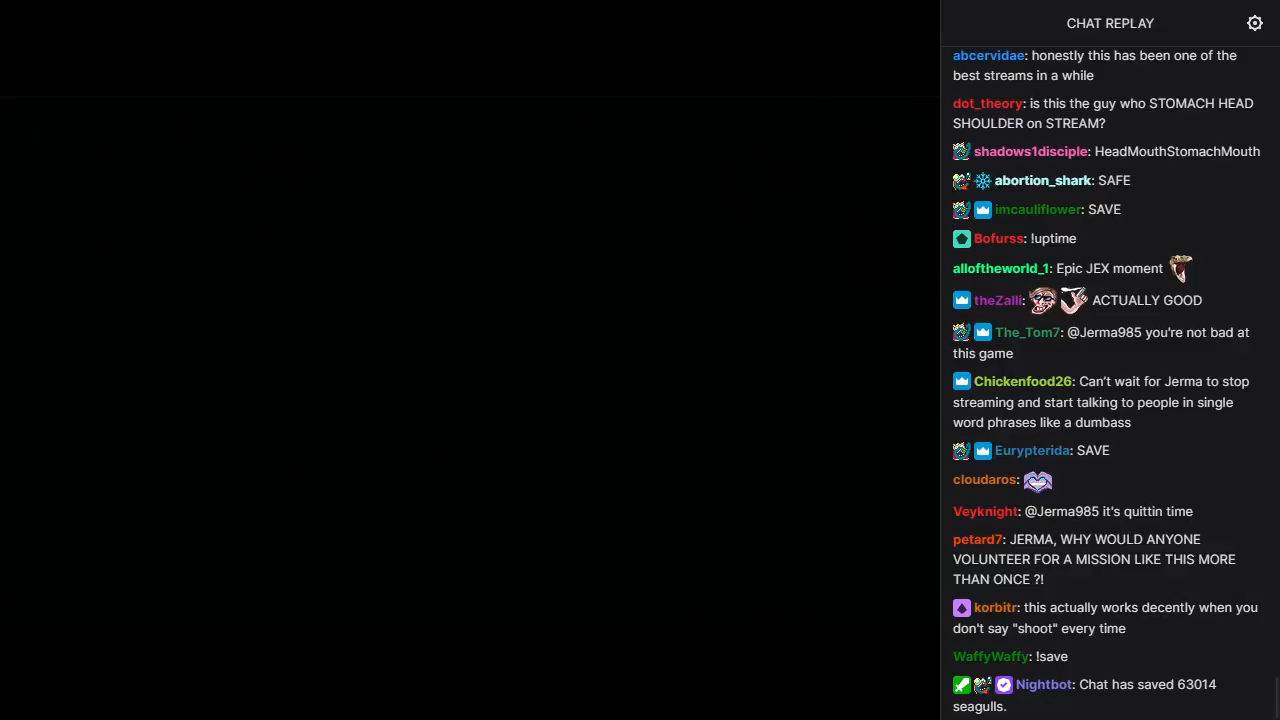 CHAT REPLAY
abcervidae: honestly this has been one of the
best streams in a while
dot_theory: is this the guy who STOMACH HEAD
SHOULDER on STREAM?
shadows1disciple: HeadMouthStomachMouth
abortion_shark: SAFE
imcauliflower: SAVE
Bofurss: !uptime
alloftheworld_1: Epic JEX moment
theZalli: ACTUALLY GOOD
The_Tom7: @Jerma985 you're not bad at
this game
Chickenfood26: Can't wait for Jerma to stop
streaming and start talking to people in single
word phrases like a dumbass
Eurypterida: SAVE
cloudaros:
Veyknight: @Jerma985 it's quittin time
petard7: JERMA, WHY WOULD ANYONE
VOLUNTEER FOR A MISSION LIKE THIS MORE
THAN ONCE ?!
korbitr: this actually works decently when you
don't say "shoot" every time
WaffyWaffy: !save
Nightbot: Chat has saved 63014
seagulls.